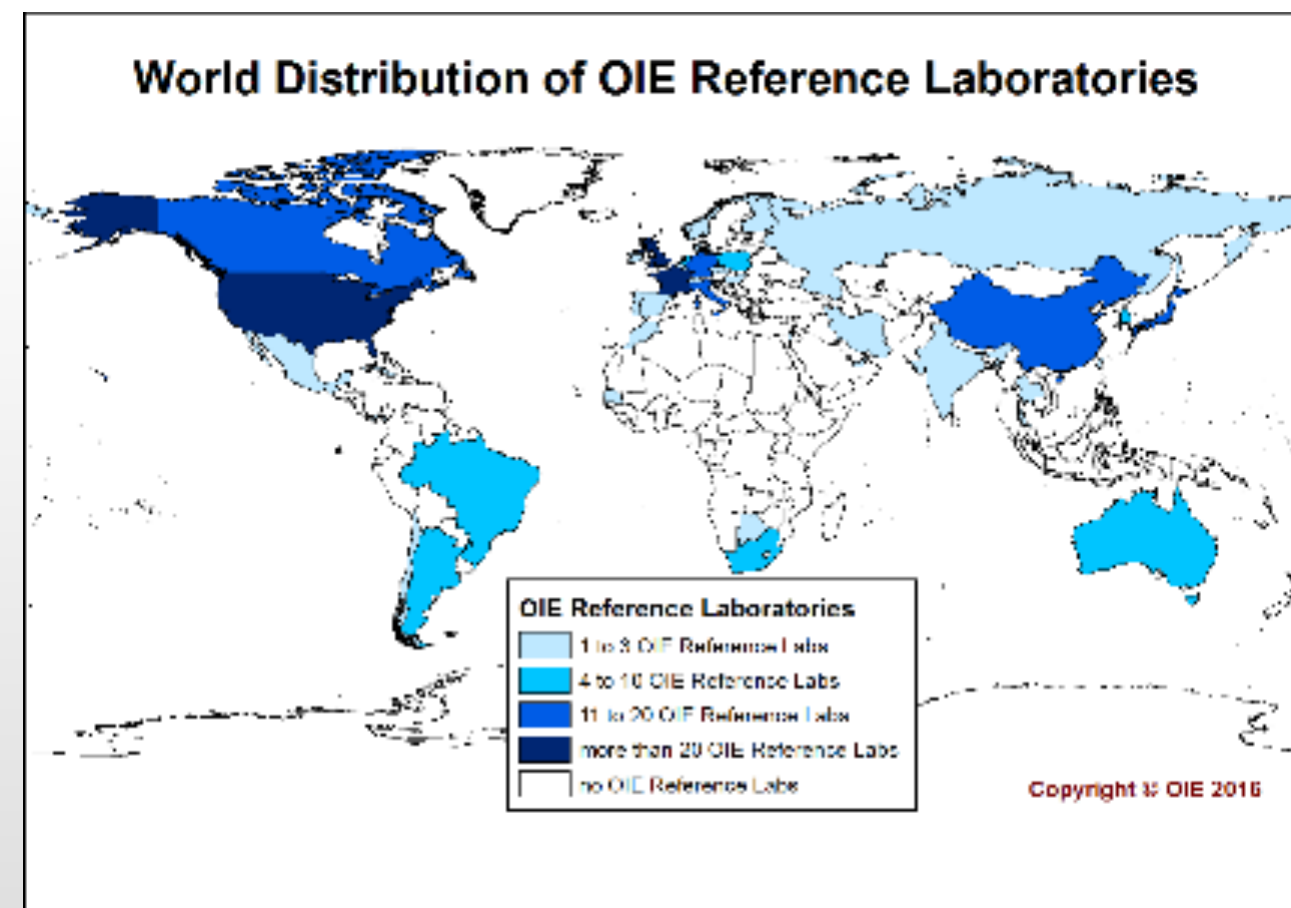 World Distribution of OIE Reference Laboratories
OIE Reference Laboratories
1 to 3 OIE Reference Labs
4 to 10 OIE Reference Labs
11 to 20 OIE Reference Labs
more than 20 OIE Reference Labs
no OIE Reference Labs
Copyright © OIE 2016